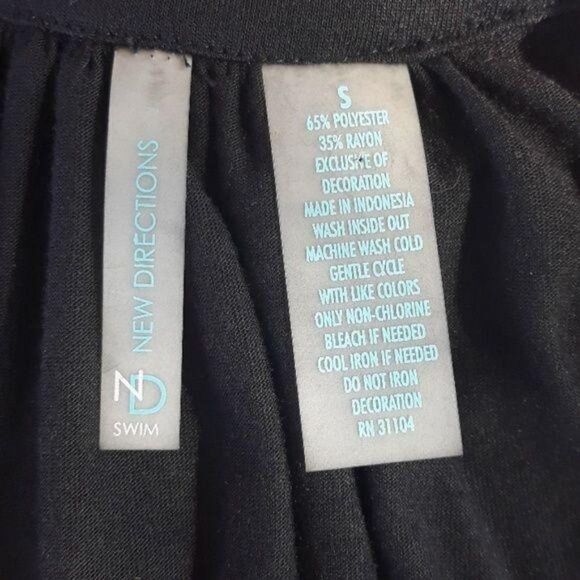 NEW DIRECTIONS
ND
SWIM
S
65% POLYESTER
35% RAYON
EXCLUSIVE OF
DECORATION
MADE IN INDONESIA
WASH INSIDE OUT
MACHINE WASH COLD
GENTLE CYCLE
WITH LIKE COLORS
ONLY NON-CHLORINE
BLEACH IF NEEDED
COOL IRON IF NEEDED
DO NOT IRON
DECORATION
RN 31104